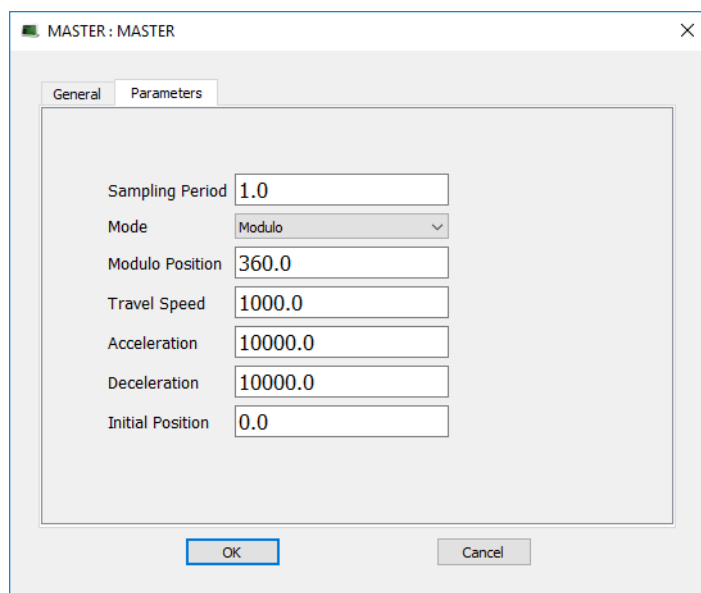 MASTER : MASTER
General Parameters
Sampling Period 1.0
Mode Modulo
Modulo Position 360.0
Travel Speed 1000.0
Acceleration 10000.0
Deceleration 10000.0
Initial Position 0.0
OK Cancel